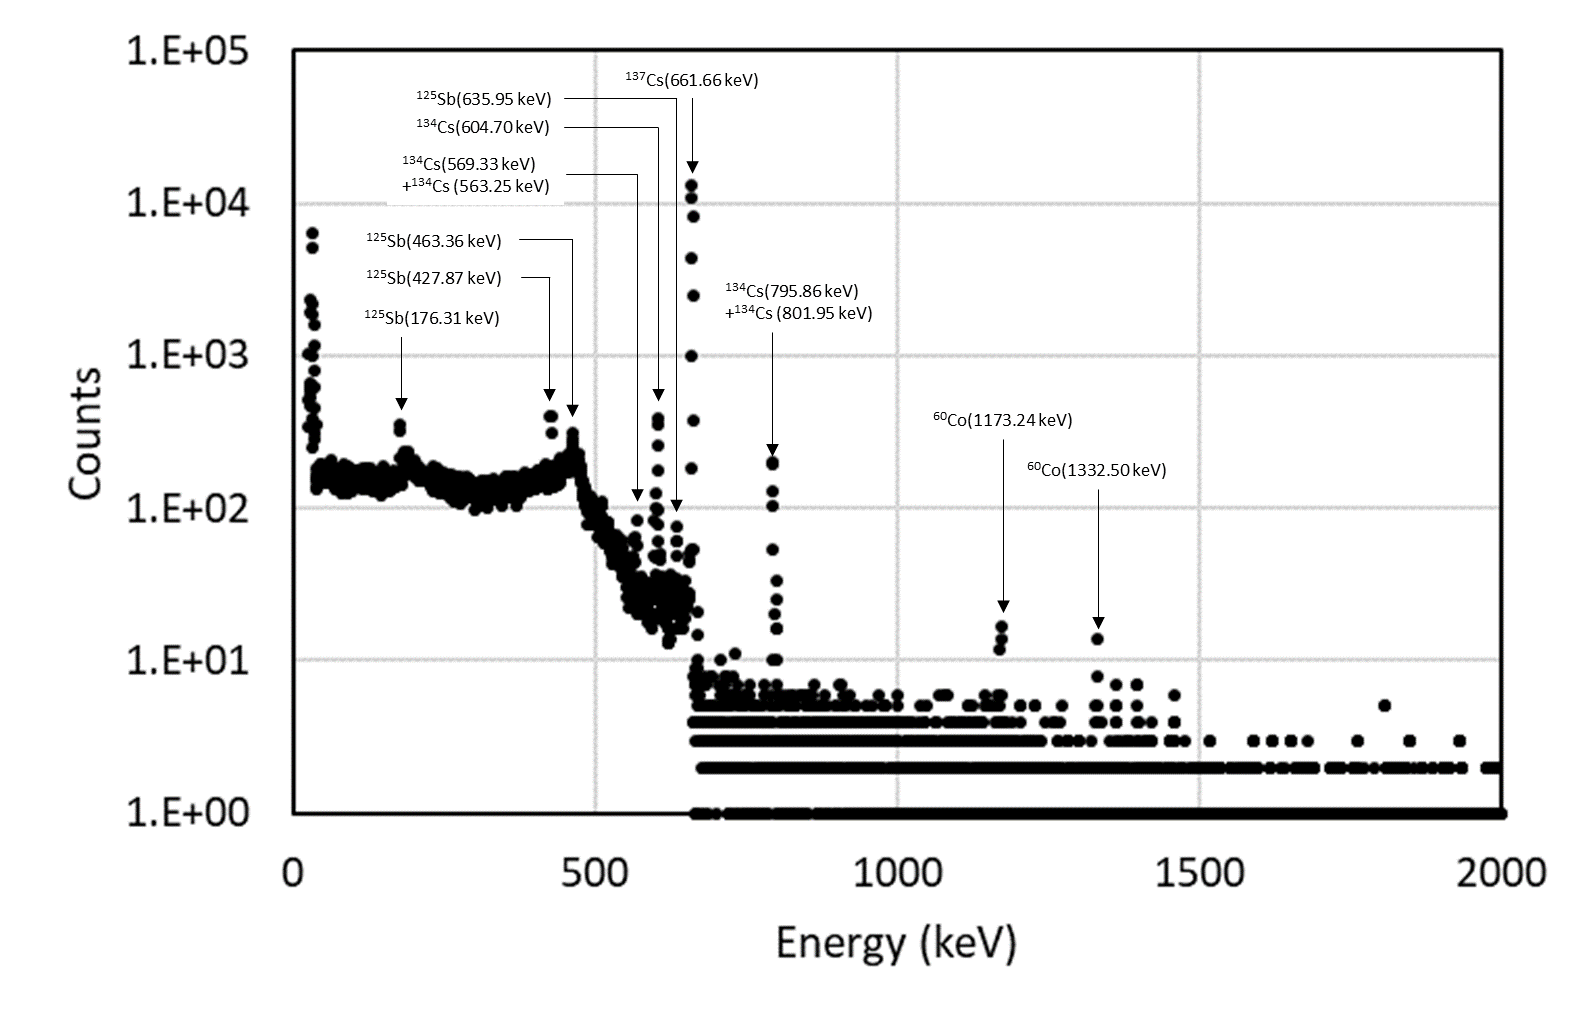 1.E+05
1.E+04
1.E+03
1.E+02
1.E+01
1.E+00
Counts
¹³⁷Cs(661.66 keV)
¹²⁵Sb(635.95 keV)
¹³⁴Cs(604.70 keV)
¹³⁴Cs(569.33 keV)
+¹³⁴Cs (563.25 keV)
¹²⁵Sb(463.36 keV)
¹²⁵Sb(427.87 keV)
¹²⁵Sb(176.31 keV)
¹³⁴Cs(795.86 keV)
+¹³⁴Cs (801.95 keV)
⁶⁰Co(1173.24 keV)
⁶⁰Co(1332.50 keV)
0 500 1000 1500 2000
Energy (keV)